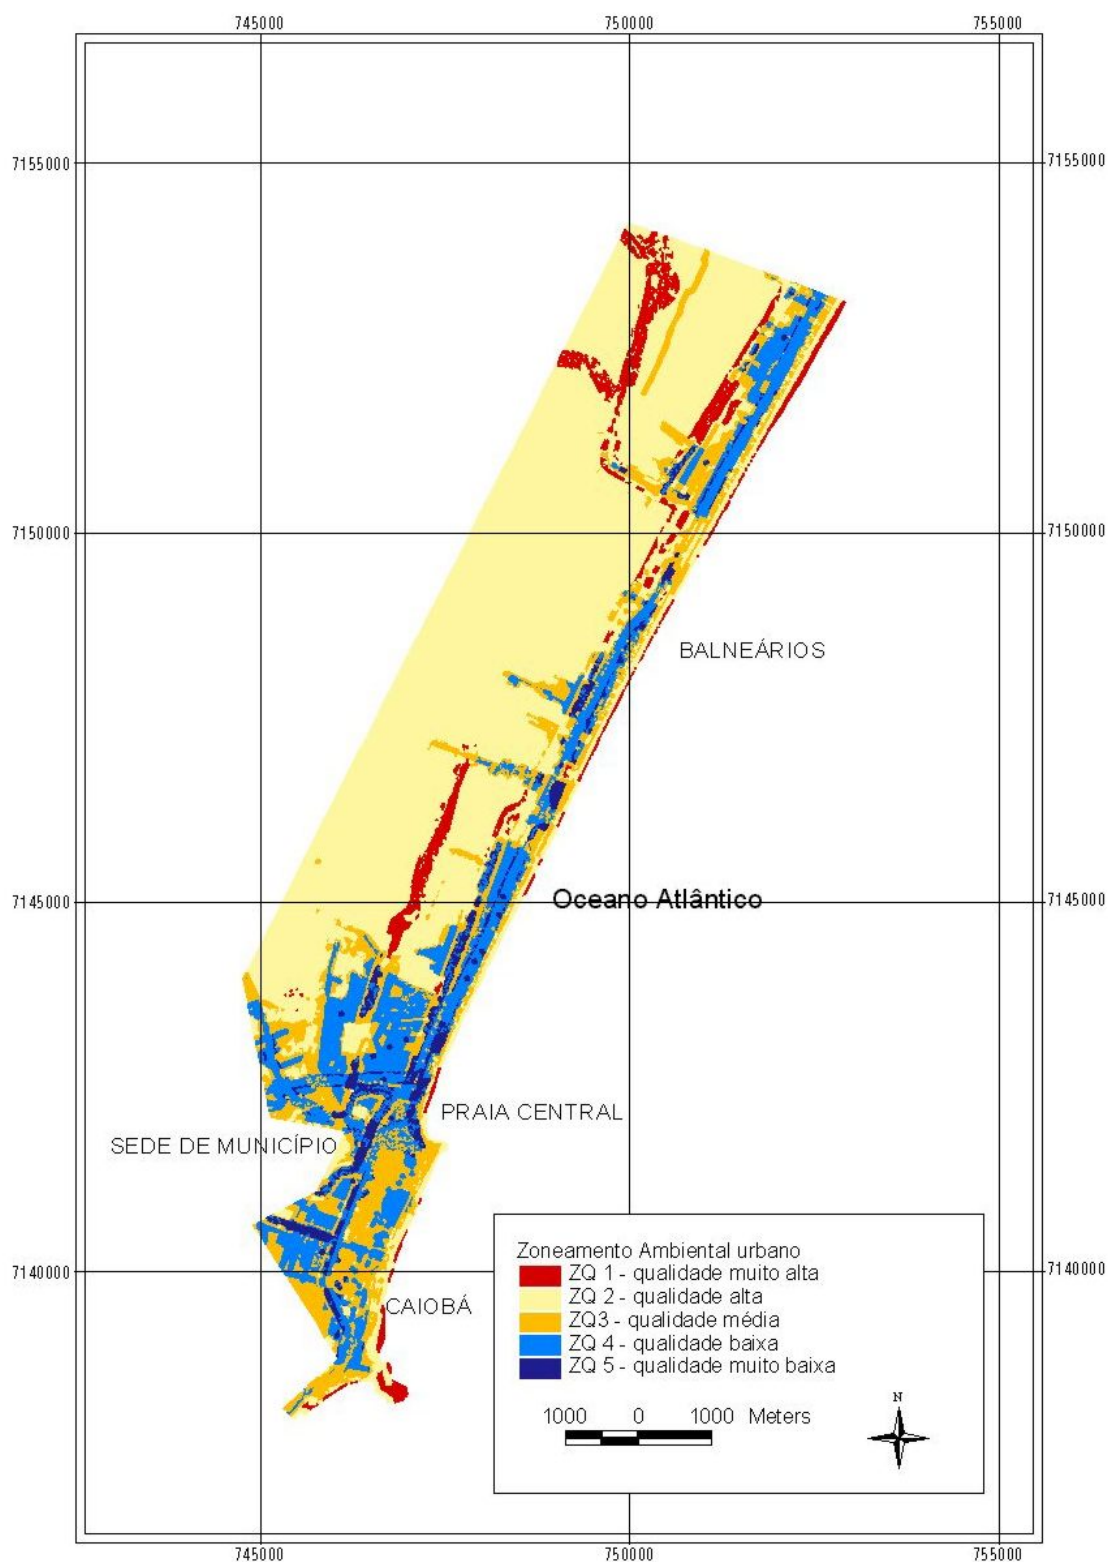 745000 750000 755000
7155000 7155000
7150000 7150000
BALNEÁRIOS
Oceano Atlântico
7145000 7145000
PRAIA CENTRAL
SEDE DE MUNICÍPIO
Zoneamento Ambiental urbano
ZQ 1 - qualidade muito alta
7140000 7140000
ZQ 2 - qualidade alta
CAIOBÁ
ZQ3 - qualidade média
ZQ 4 - qualidade baixa
ZQ 5 - qualidade muito baixa
N
1000 0 1000 Meters
745000 750000 755000